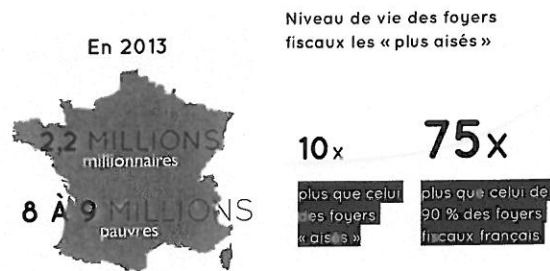 En 2013
2,2 MILLIONS
millionnaires
8 À 9 MILLIONS
pauvres
Niveau de vie des foyers
fiscaux les « plus aisés »
10x
plus que celui
des foyers
« aisés »
75x
plus que celui de
90 % des foyers
fiscaux français